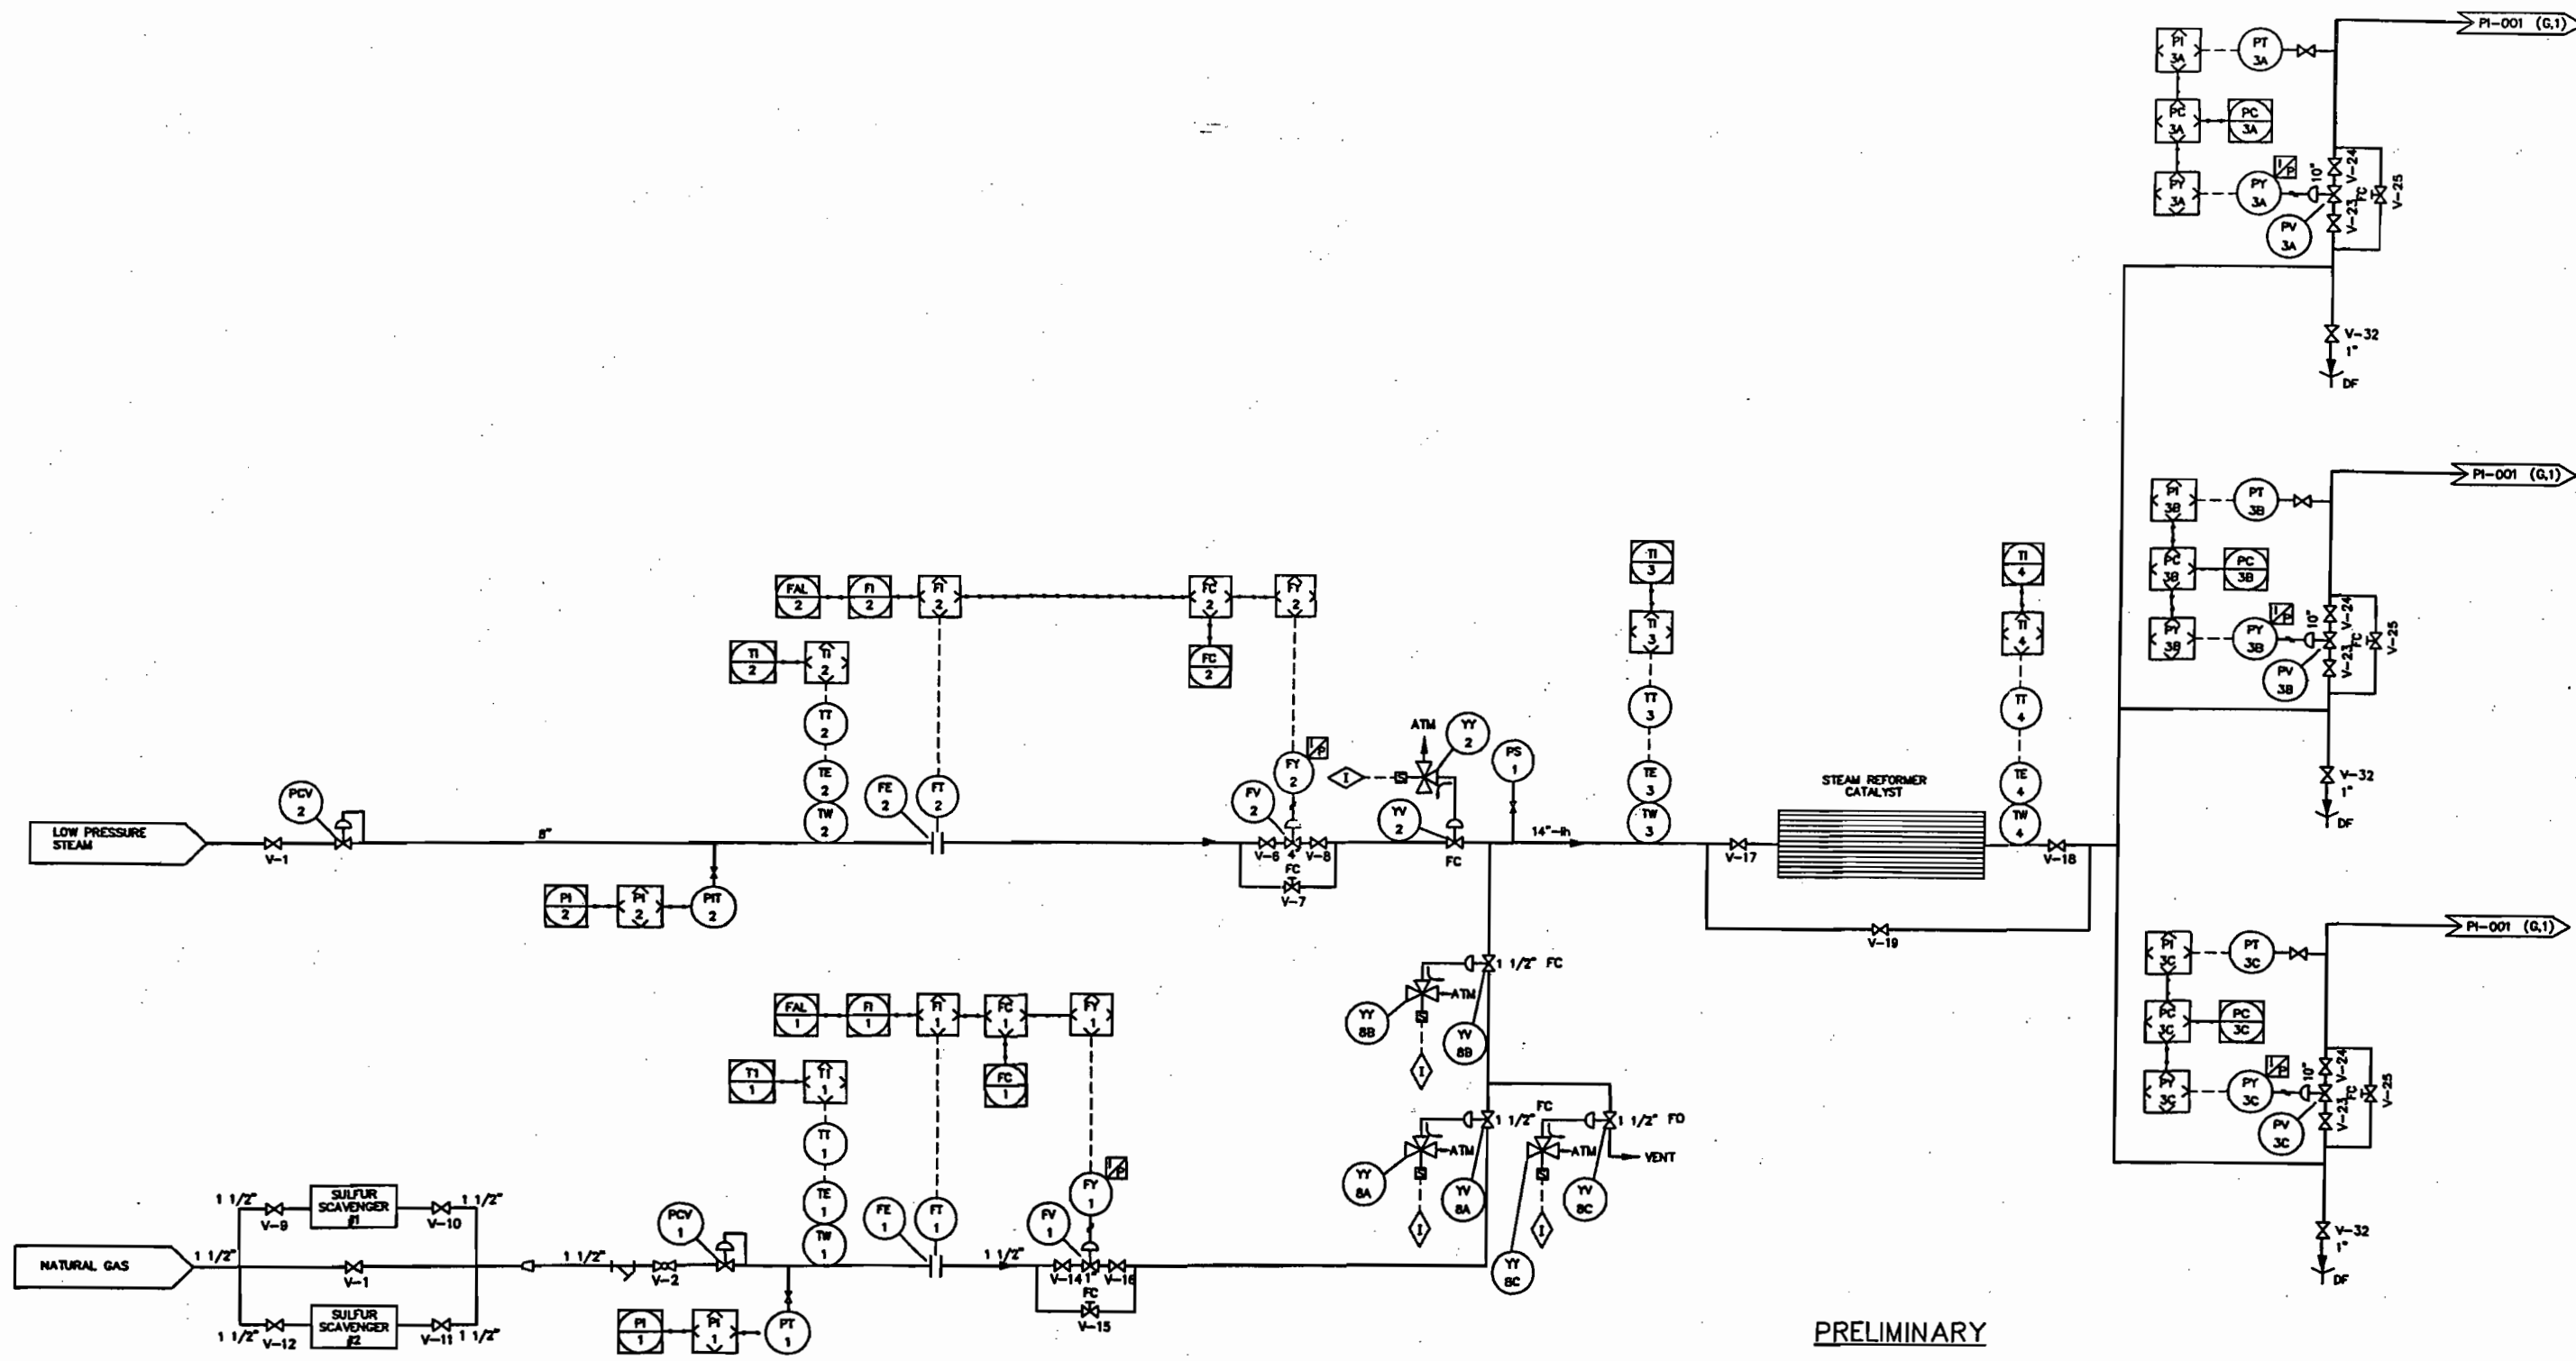 PI-001 (G,1)
PI
3A
PT
3A
PC
3A
PC
3A
PY
3A
PY
3A
I/P
10"
V-24
V-23
FC
V-25
PV
3A
V-32
1"
DF
PI-001 (G,1)
PI
3B
PT
3B
PC
3B
PC
3B
PY
3B
PY
3B
I/P
10"
V-24
V-23
FC
V-25
PV
3B
V-32
1"
DF
FAL
2
FI
2
FI
2
FC
2
FY
2
FC
2
TI
2
TI
2
TT
2
TE
2
TW
2
FE
2
FT
2
FY
2
I/P
FV
2
ATM
YY
2
I
S
YV
2
PS
1
TI
3
TI
3
TT
3
TE
3
TW
3
TI
4
TI
4
TT
4
TE
4
TW
4
STEAM REFORMER
CATALYST
LOW PRESSURE
STEAM
V-1
PCV
2
8"
V-6
4"
V-8
FC
V-7
FC
14"-lh
V-17
V-18
V-19
PI
2
PI
2
PIT
2
PI-001 (G,1)
PI
3C
PT
3C
PC
3C
PC
3C
PY
3C
PY
3C
I/P
10"
V-24
V-23
FC
V-25
PV
3C
V-32
1"
DF
1 1/2" FC
ATM
S
YY
8B
YV
8B
I
FC
1 1/2"
1 1/2" FO
ATM
ATM
VENT
S
S
YY
8A
YV
8A
YV
8C
I
I
YY
8C
FAL
1
FI
1
FI
1
FC
1
FY
1
FC
1
T1
1
TI
1
TT
1
TE
1
TW
1
PCV
1
FE
1
FT
1
FV
1
FY
1
I/P
NATURAL GAS
1 1/2"
1 1/2"
V-9
SULFUR
SCAVENGER
#1
V-10
1 1/2"
V-1
1 1/2"
V-12
SULFUR
SCAVENGER
#2
V-11
1 1/2"
1 1/2"
V-2
1 1/2"
V-14
1"
V-16
FC
V-15
PI
1
PI
1
PT
1
PRELIMINARY